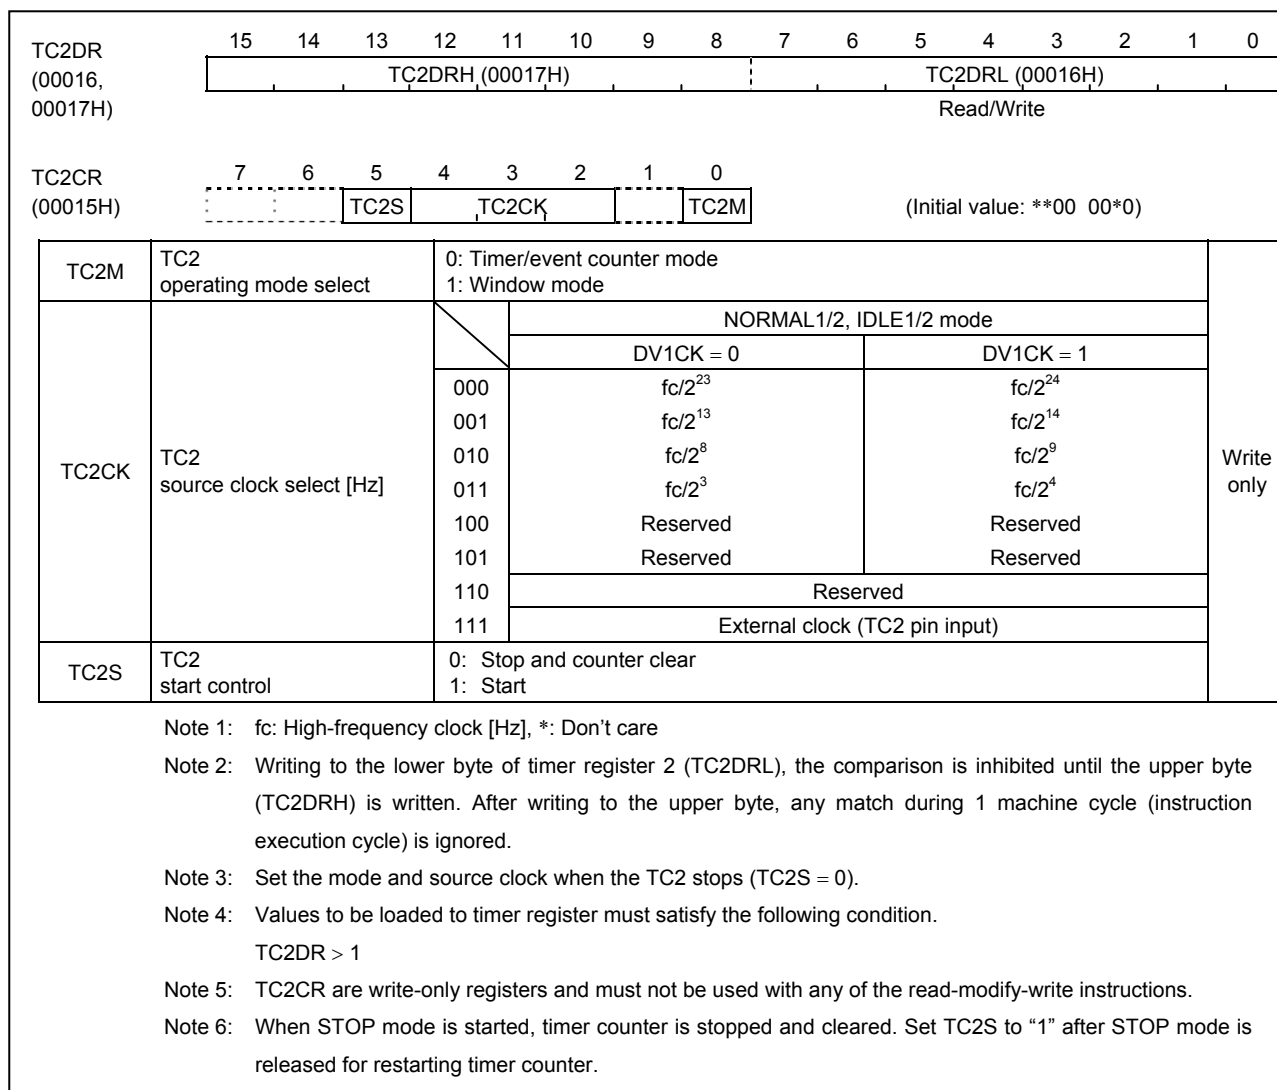 TC2DR (00016, 00017H)
15 14 13 12 11 10 9 8 7 6 5 4 3 2 1 0
TC2DRH (00017H) TC2DRL (00016H)
Read/Write
TC2CR (00015H)
7 6 5 4 3 2 1 0
TC2S TC2CK TC2M
(Initial value: **00 00*0)
TC2M
TC2
operating mode select
0: Timer/event counter mode
1: Window mode
TC2CK
TC2
source clock select [Hz]
NORMAL1/2, IDLE1/2 mode
DV1CK = 0 DV1CK = 1
000 fc/2^23 fc/2^24
001 fc/2^13 fc/2^14
010 fc/2^8 fc/2^9
011 fc/2^3 fc/2^4
100 Reserved Reserved
101 Reserved Reserved
110 Reserved
111 External clock (TC2 pin input)
TC2S
TC2
start control
0: Stop and counter clear
1: Start
Write
only
Note 1: fc: High-frequency clock [Hz], *: Don't care
Note 2: Writing to the lower byte of timer register 2 (TC2DRL), the comparison is inhibited until the upper byte
(TC2DRH) is written. After writing to the upper byte, any match during 1 machine cycle (instruction
execution cycle) is ignored.
Note 3: Set the mode and source clock when the TC2 stops (TC2S = 0).
Note 4: Values to be loaded to timer register must satisfy the following condition.
TC2DR > 1
Note 5: TC2CR are write-only registers and must not be used with any of the read-modify-write instructions.
Note 6: When STOP mode is started, timer counter is stopped and cleared. Set TC2S to "1" after STOP mode is
released for restarting timer counter.